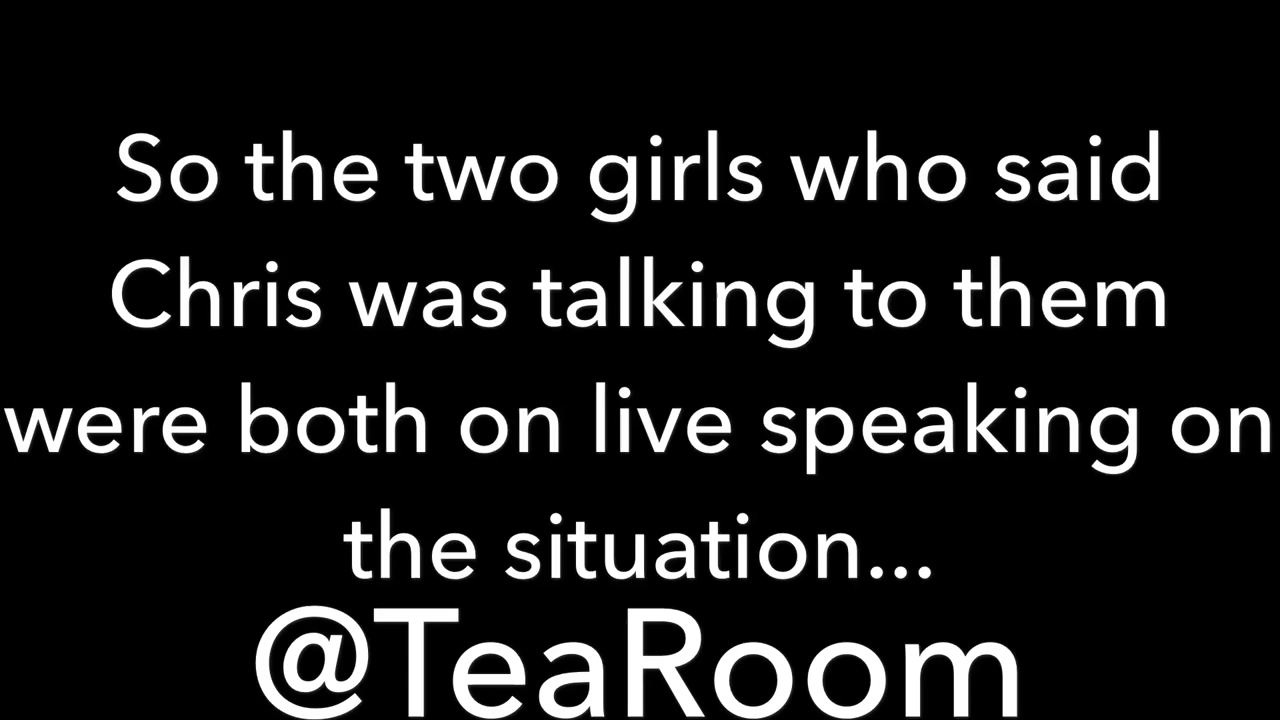 So the two girls who said
Chris was talking to them
were both on live speaking on
the situation...
@TeaRoom